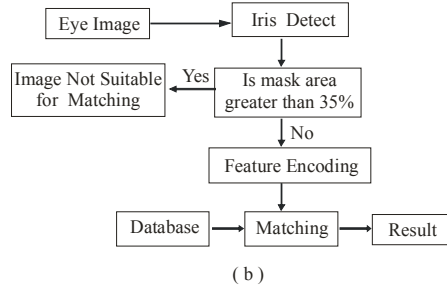 Eye Image
Iris Detect
Image Not Suitable
for Matching
Yes
Is mask area
greater than 35%
No
Feature Encoding
Database
Matching
Result
( b )